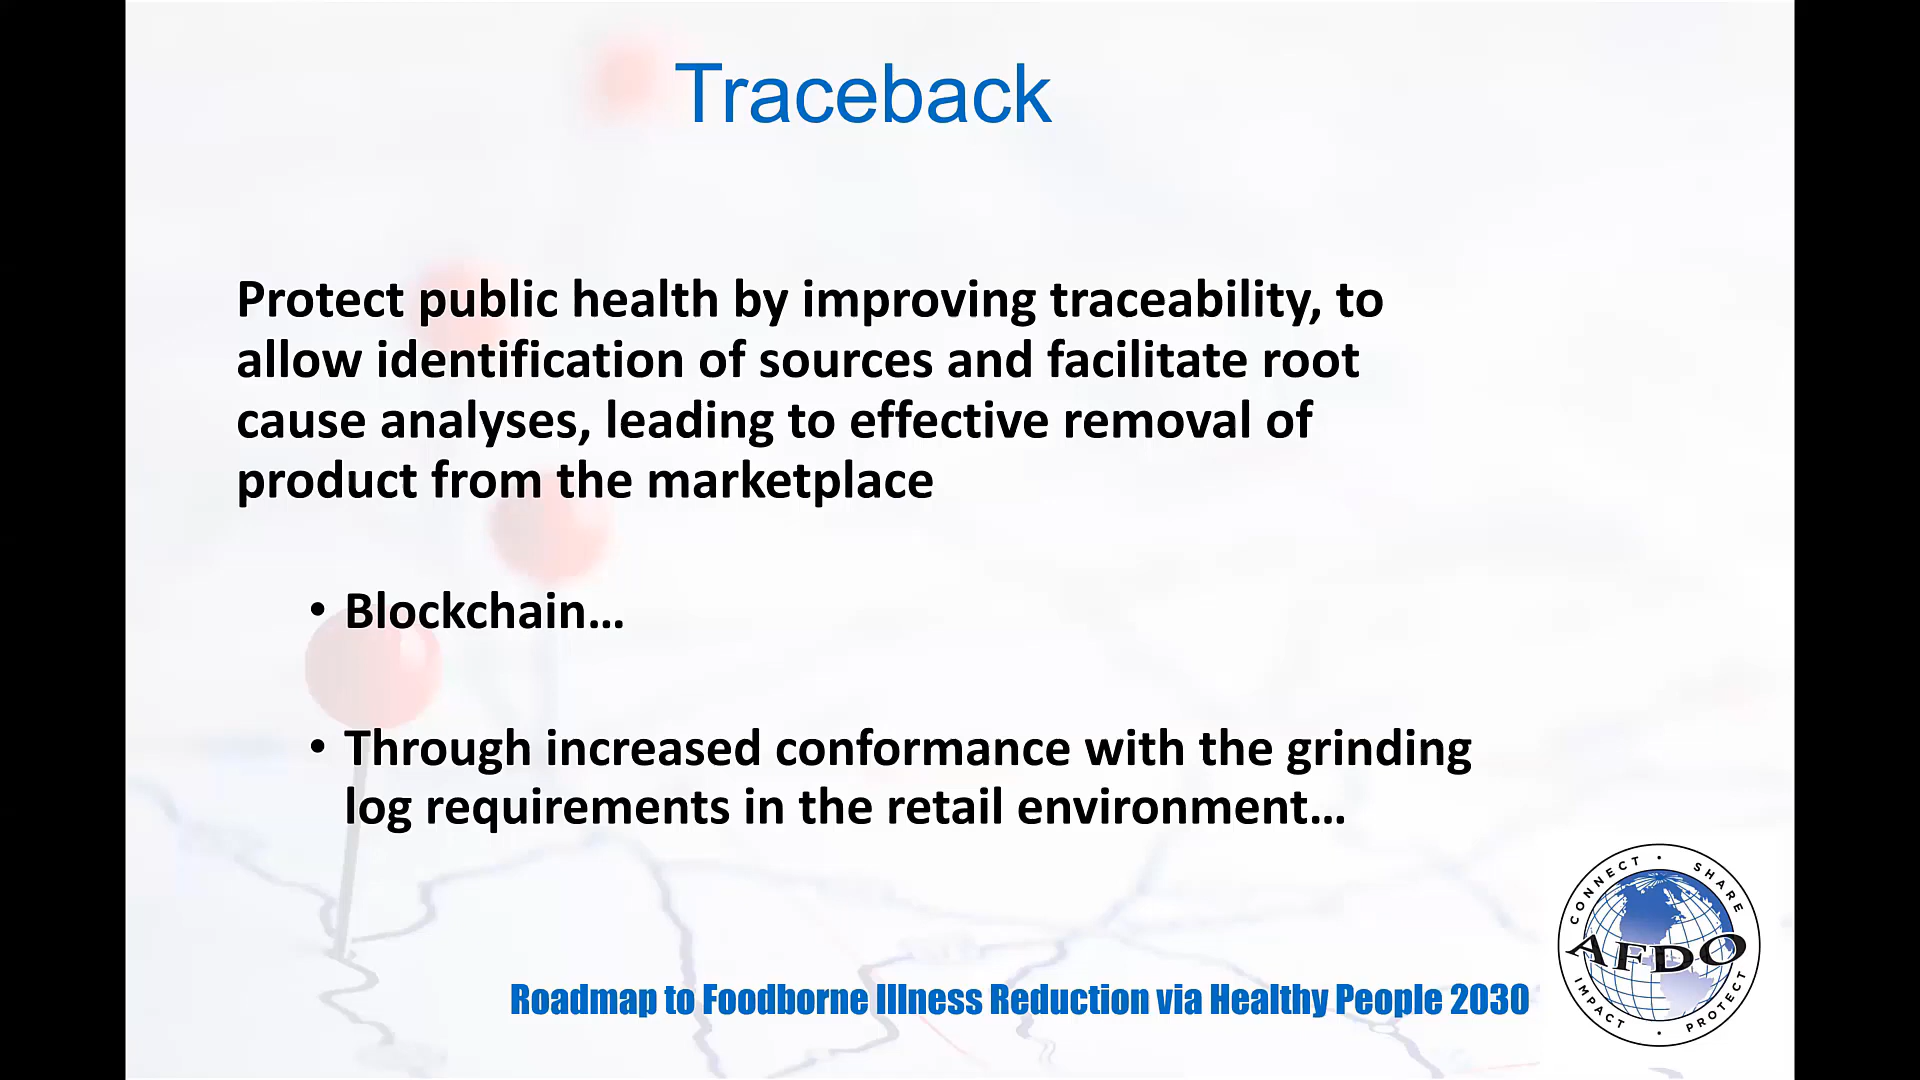 Traceback
Protect public health by improving traceability, to
allow identification of sources and facilitate root
cause analyses, leading to effective removal of
product from the marketplace
• Blockchain…
• Through increased conformance with the grinding
log requirements in the retail environment…
Roadmap to Foodborne Illness Reduction via Healthy People 2030
CONNECT • SHARE
AFDO
IMPACT • PROTECT